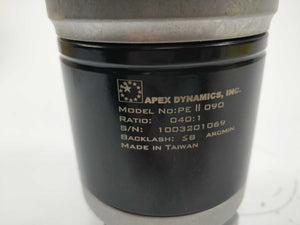 APEX DYNAMICS, INC.
MODEL NO:PE II 090
RATIO: 040:1
S/N: 1003201069
BACKLASH: ≤8 ARCMIN
MADE IN TAIWAN